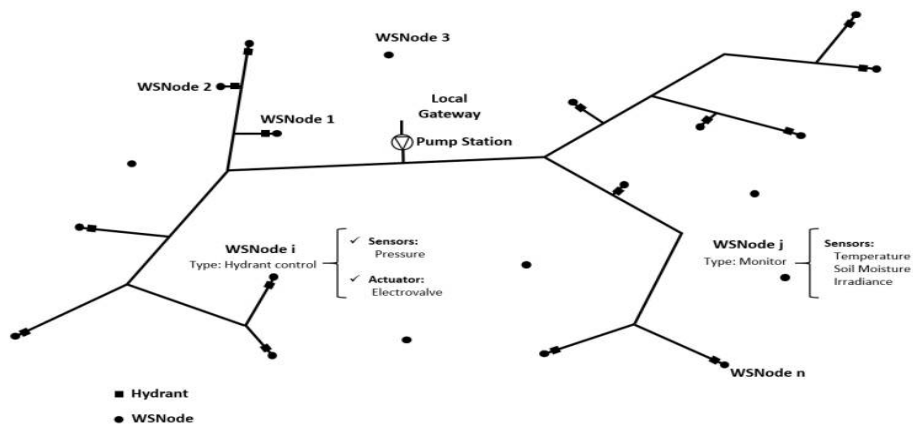 WSNode 3
WSNode 2
Local
Gateway
WSNode 1
Pump Station
WSNode i
Type: Hydrant control
✓ Sensors:
Pressure
✓ Actuator:
Electrovalve
WSNode j
Type: Monitor
Sensors:
Temperature
Soil Moisture
Irradiance
WSNode n
Hydrant
WSNode